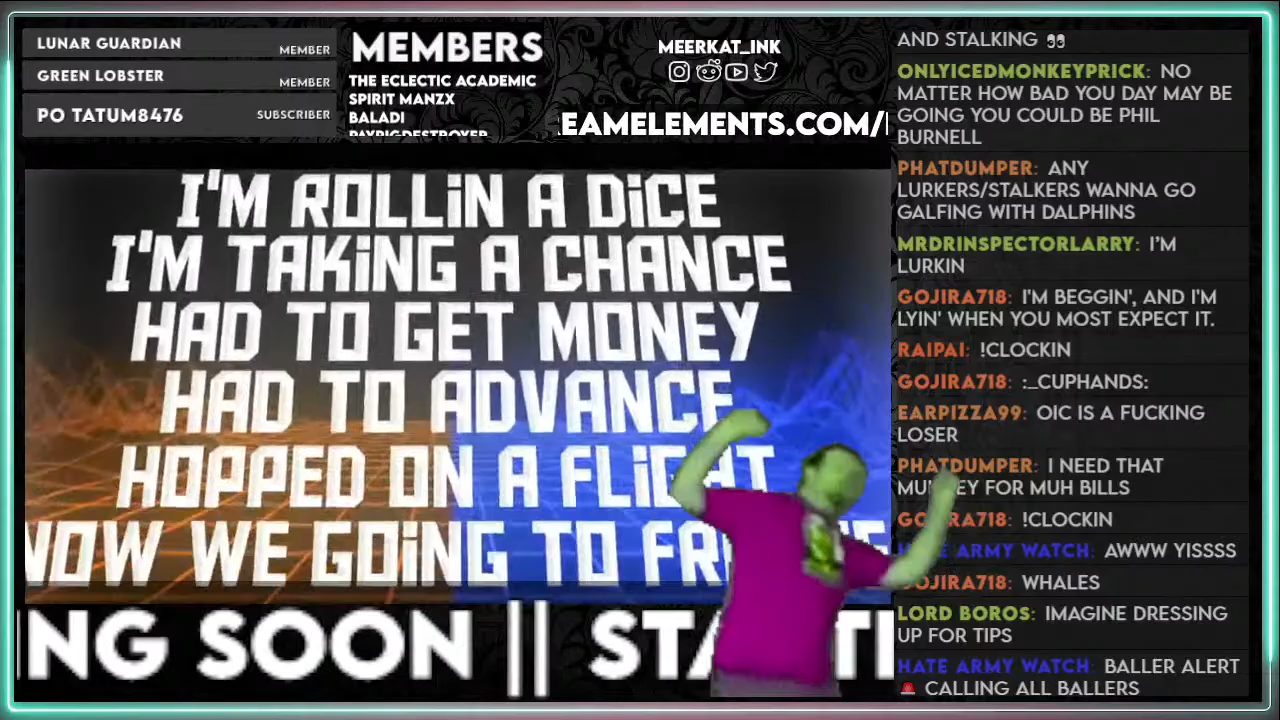 LUNAR GUARDIAN
MEMBER
GREEN LOBSTER
MEMBER
PO TATUM8476
SUBSCRIBER
MEMBERS
THE ECLECTIC ACADEMIC
SPIRIT MANZX
BALADI
PAYPIGDESTROYER
MEERKAT_INK
EAMELEMENTS.COM/
I'M ROLLIN A DICE
I'M TAKING A CHANCE
HAD TO GET MONEY
HAD TO ADVANCE
HOPPED ON A FLIGHT
NOW WE GOING TO
NG SOON || STA
AND STALKING 👀
ONLYICEDMONKEYPRICK: NO
MATTER HOW BAD YOU DAY MAY BE
GOING YOU COULD BE PHIL
BURNELL
PHATDUMPER: ANY
LURKERS/STALKERS WANNA GO
GALFING WITH DALPHINS
MRDRINSPECTORLARRY: I'M
LURKIN
GOJIRA718: I'M BEGGIN', AND I'M
LYIN' WHEN YOU MOST EXPECT IT.
RAIPAI: !CLOCKIN
GOJIRA718: :_CUPHANDS:
EARPIZZA99: OIC IS A FUCKING
LOSER
PHATDUMPER: I NEED THAT
FOR MUH BILLS
GOJIRA718: !CLOCKIN
HATE ARMY WATCH: AWWW YISSSS
GOJIRA718: WHALES
LORD BOROS: IMAGINE DRESSING
UP FOR TIPS
HATE ARMY WATCH: BALLER ALERT
🚨 CALLING ALL BALLERS